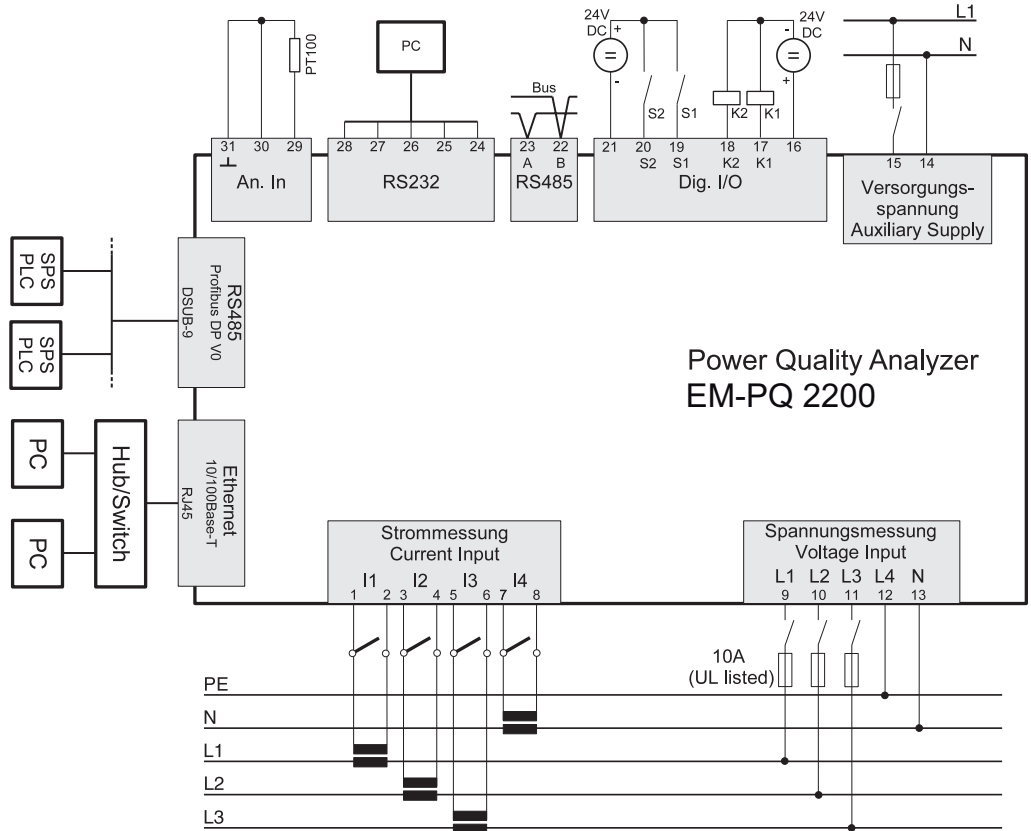 24V
DC
+
-
S2
S1
K2
K1
24V
DC
-
+
L1
N
PT100
PC
Bus
31 30 29
An. In
28 27 26 25 24
RS232
23 22
A B
RS485
21 20 19 18 17 16
S2 S1 K2 K1
Dig. I/O
15 14
Versorgungs-
spannung
Auxiliary Supply
SPS
PLC
SPS
PLC
RS485
Profibus DP V0
DSUB-9
Power Quality Analyzer
EM-PQ 2200
PC
PC
Hub/Switch
Ethernet
10/100Base-T
RJ45
Strommessung
Current Input
I1 I2 I3 I4
1 2 3 4 5 6 7 8
Spannungsmessung
Voltage Input
L1 L2 L3 L4 N
9 10 11 12 13
10A
(UL listed)
PE
N
L1
L2
L3